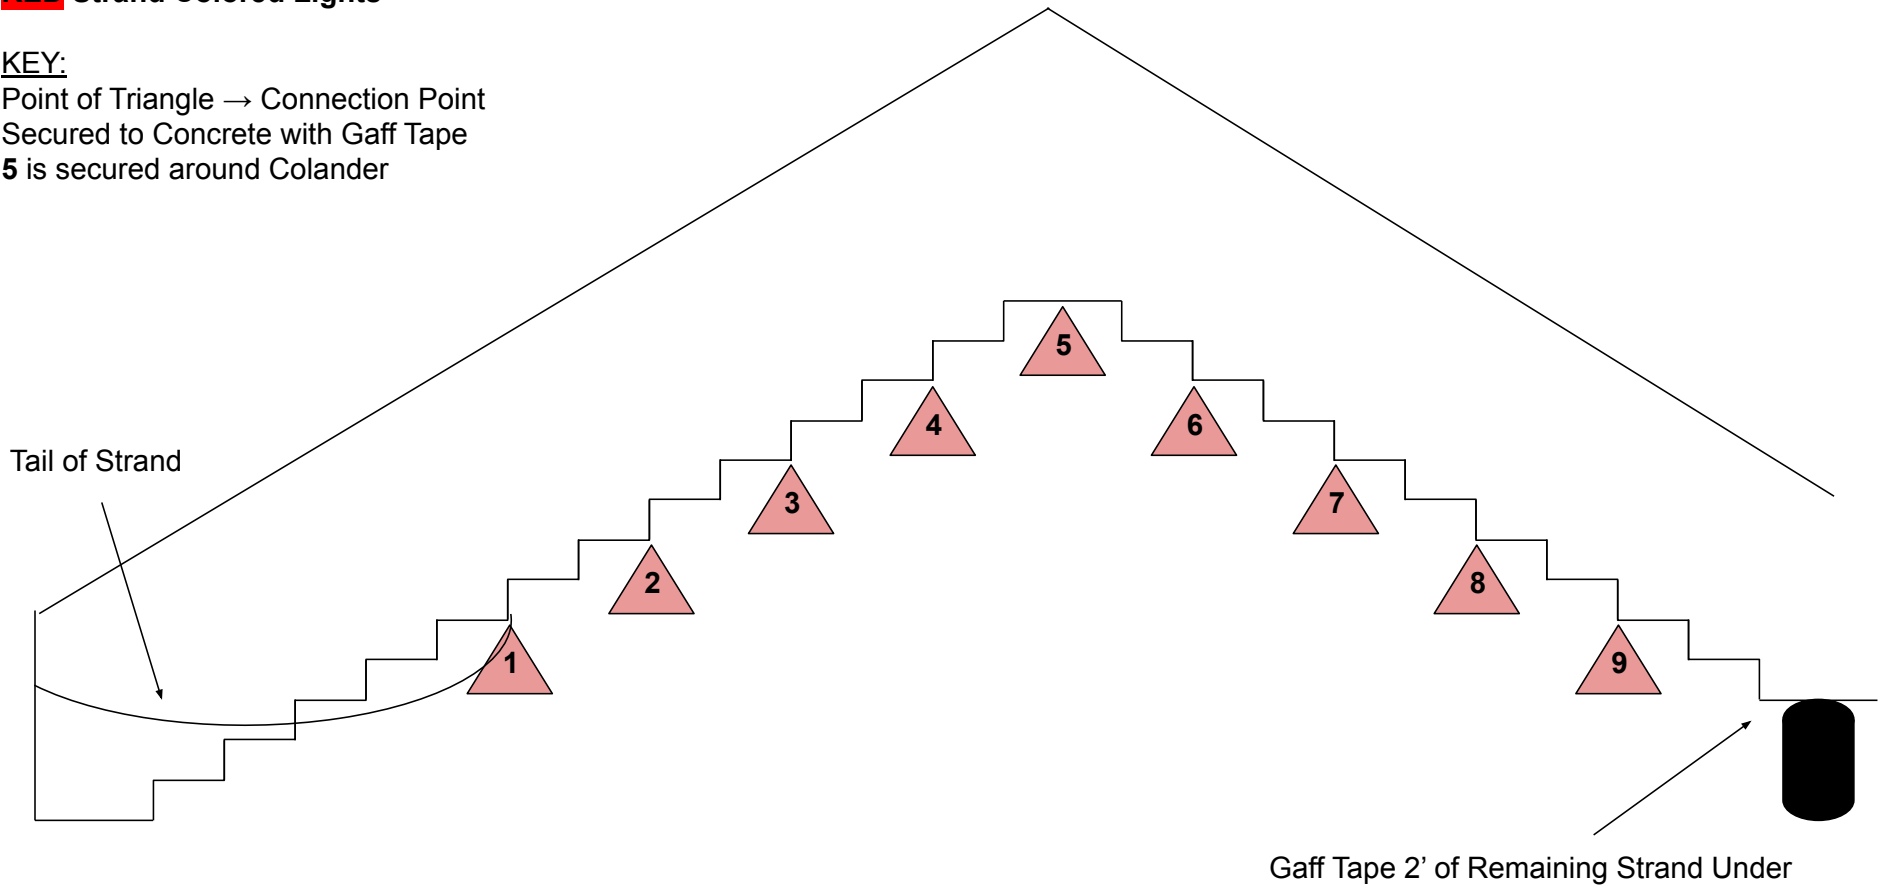 RED Strand Colored Lights
KEY:
Point of Triangle → Connection Point
Secured to Concrete with Gaff Tape
5 is secured around Colander
5
4
6
Tail of Strand
3
7
2
8
1
9
Gaff Tape 2’ of Remaining Strand Under